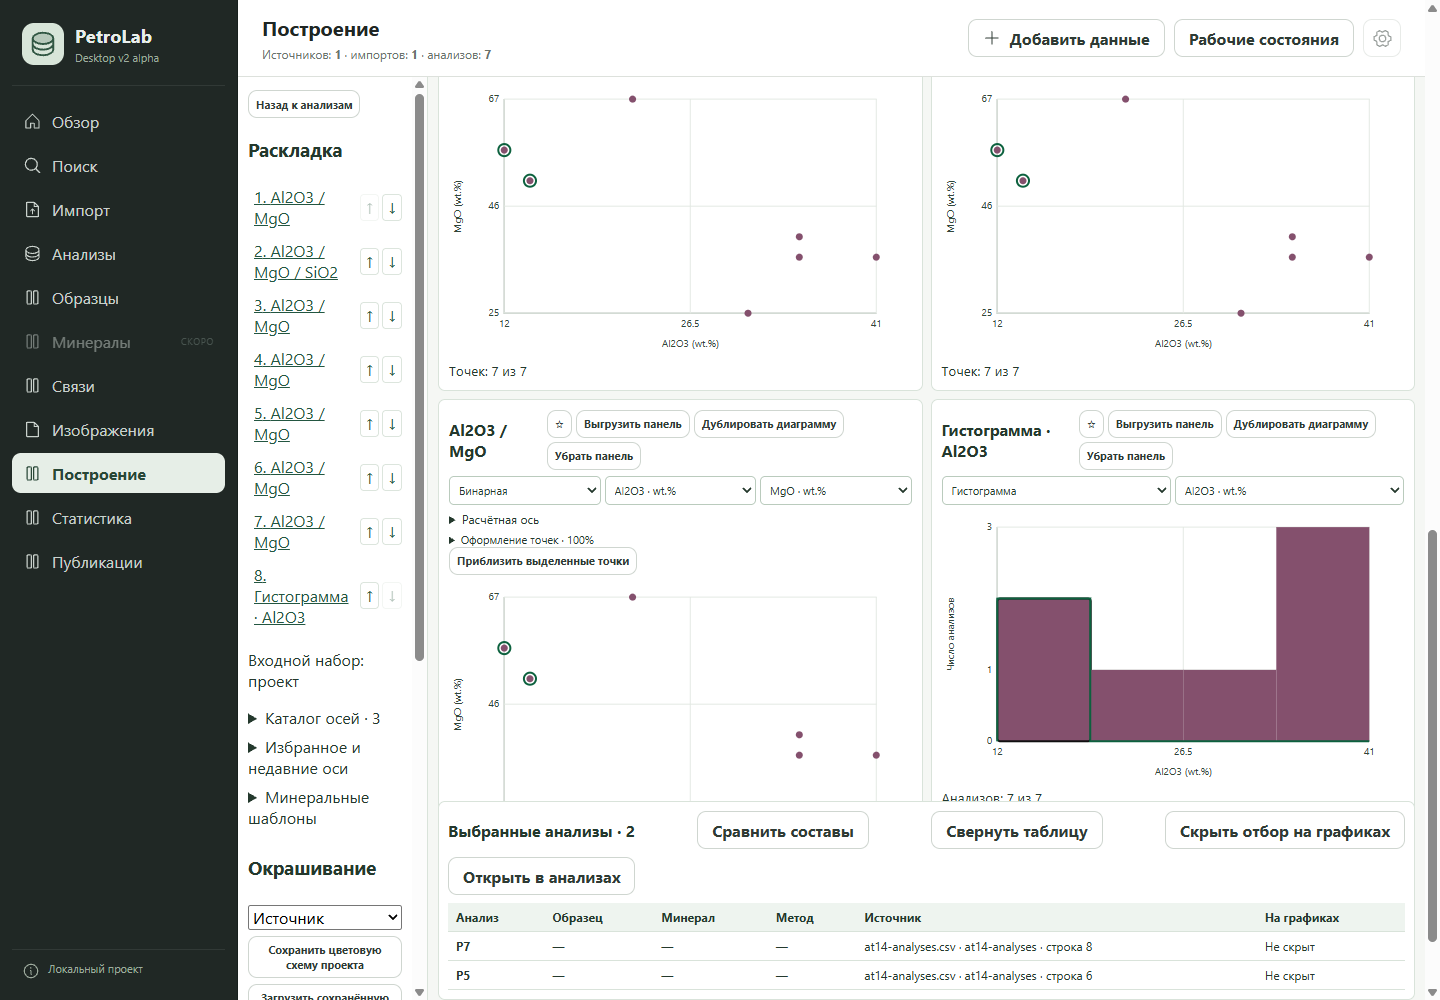 PetroLab
Desktop v2 alpha
Обзор
Поиск
Импорт
Анализы
Образцы
Минералы СКОРО
Связи
Изображения
Построение
Статистика
Публикации
Локальный проект
Построение
Источников: 1 · импортов: 1 · анализов: 7
Добавить данные
Рабочие состояния
Назад к анализам
Раскладка
1. Al2O3 /
MgO
↑ ↓
2. Al2O3 /
MgO / SiO2
↑ ↓
3. Al2O3 /
MgO
↑ ↓
4. Al2O3 /
MgO
↑ ↓
5. Al2O3 /
MgO
↑ ↓
6. Al2O3 /
MgO
↑ ↓
7. Al2O3 /
MgO
↑ ↓
8.
Гистограмма
· Al2O3
↑ ↓
Входной набор:
проект
Каталог осей · 3
Избранное и
недавние оси
Минеральные
шаблоны
Окрашивание
Источник
Сохранить цветовую
схему проекта
Загрузить сохранённую
67
46
25
12 26.5 41
MgO (wt.%)
Al2O3 (wt.%)
Точек: 7 из 7
67
46
25
12 26.5 41
MgO (wt.%)
Al2O3 (wt.%)
Точек: 7 из 7
Al2O3 /
MgO
☆ Выгрузить панель Дублировать диаграмму
Убрать панель
Бинарная Al2O3 · wt.% MgO · wt.%
Расчётная ось
Оформление точек · 100%
Приблизить выделенные точки
67
46
MgO (wt.%)
Гистограмма ·
Al2O3
☆ Выгрузить панель Дублировать диаграмму
Убрать панель
Гистограмма Al2O3 · wt.%
3
1
0
12 26.5 41
Число анализов
Al2O3 (wt.%)
Анализов: 7 из 7
Выбранные анализы · 2 Сравнить составы Свернуть таблицу Скрыть отбор на графиках
Открыть в анализах
Анализ Образец Минерал Метод Источник На графиках
P7 — — — at14-analyses.csv · at14-analyses · строка 8 Не скрыт
P5 — — — at14-analyses.csv · at14-analyses · строка 6 Не скрыт